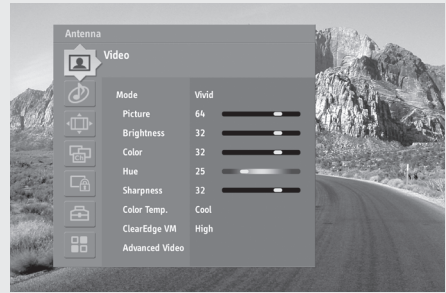 Antenna
Video
Mode Vivid
Picture 64
Brightness 32
Color 32
Hue 25
Sharpness 32
Color Temp. Cool
ClearEdge VM High
Advanced Video
Ch